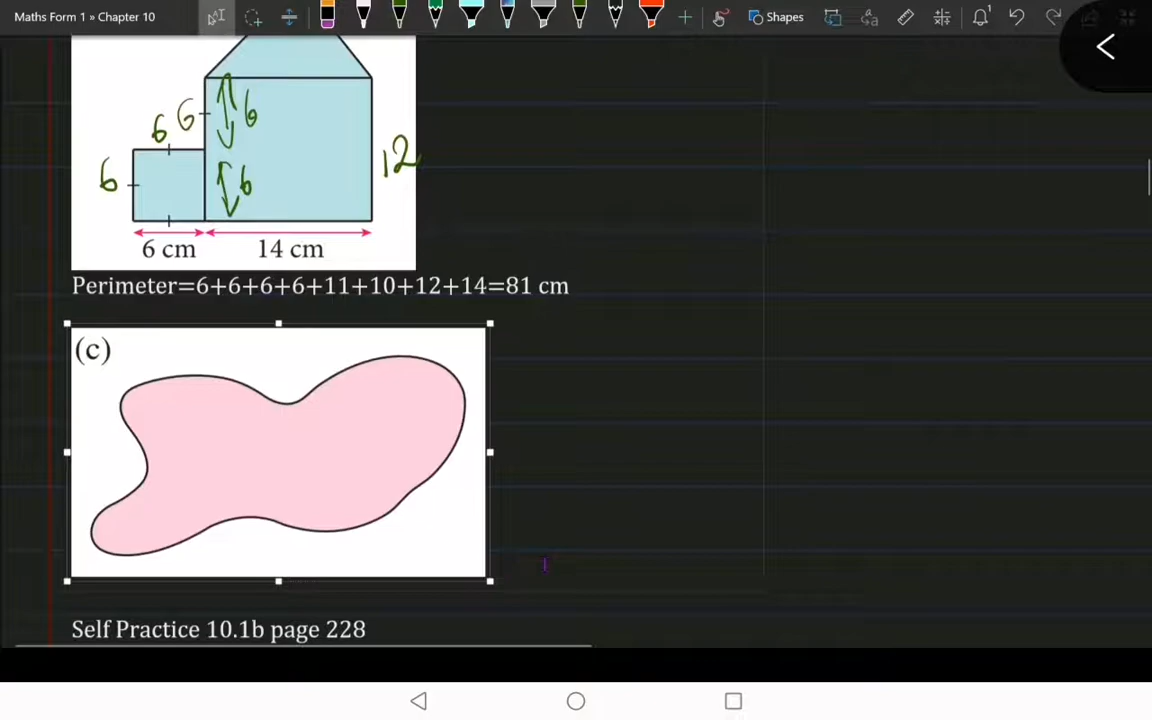 Maths Form 1 » Chapter 10
Shapes
1
6 6 6
6
12
6
6 cm 14 cm
Perimeter=6+6+6+6+11+10+12+14=81 cm
(c)
Self Practice 10.1b page 228